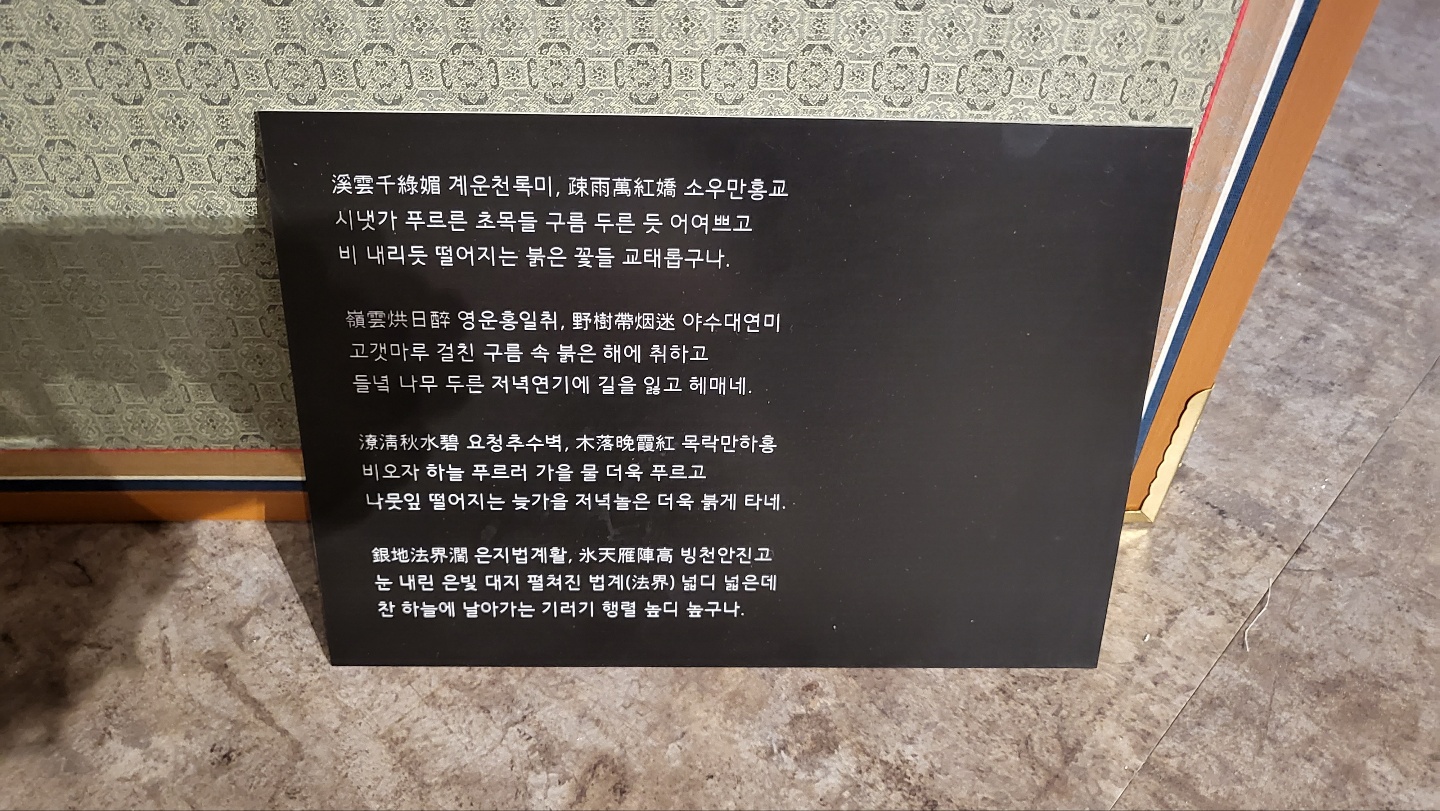 溪雲千綠媚 계운천록미, 疎雨萬紅嬌 소우만홍교
시냇가 푸르른 초목들 구름 두른 듯 어여쁘고
비 내리듯 떨어지는 붉은 꽃들 교태롭구나.
嶺雲烘日醉 영운홍일취, 野樹帶烟迷 야수대연미
고갯마루 걸친 구름 속 붉은 해에 취하고
들녘 나무 두른 저녁연기에 길을 잃고 헤매네.
潦淸秋水碧 요청추수벽, 木落晩霞紅 목락만하홍
비오자 하늘 푸르러 가을 물 더욱 푸르고
나뭇잎 떨어지는 늦가을 저녁놀은 더욱 붉게 타네.
銀地法界濶 은지법계활, 氷天雁陣高 빙천안진고
눈 내린 은빛 대지 펼쳐진 법계(法界) 넓디 넓은데
찬 하늘에 날아가는 기러기 행렬 높디 높구나.